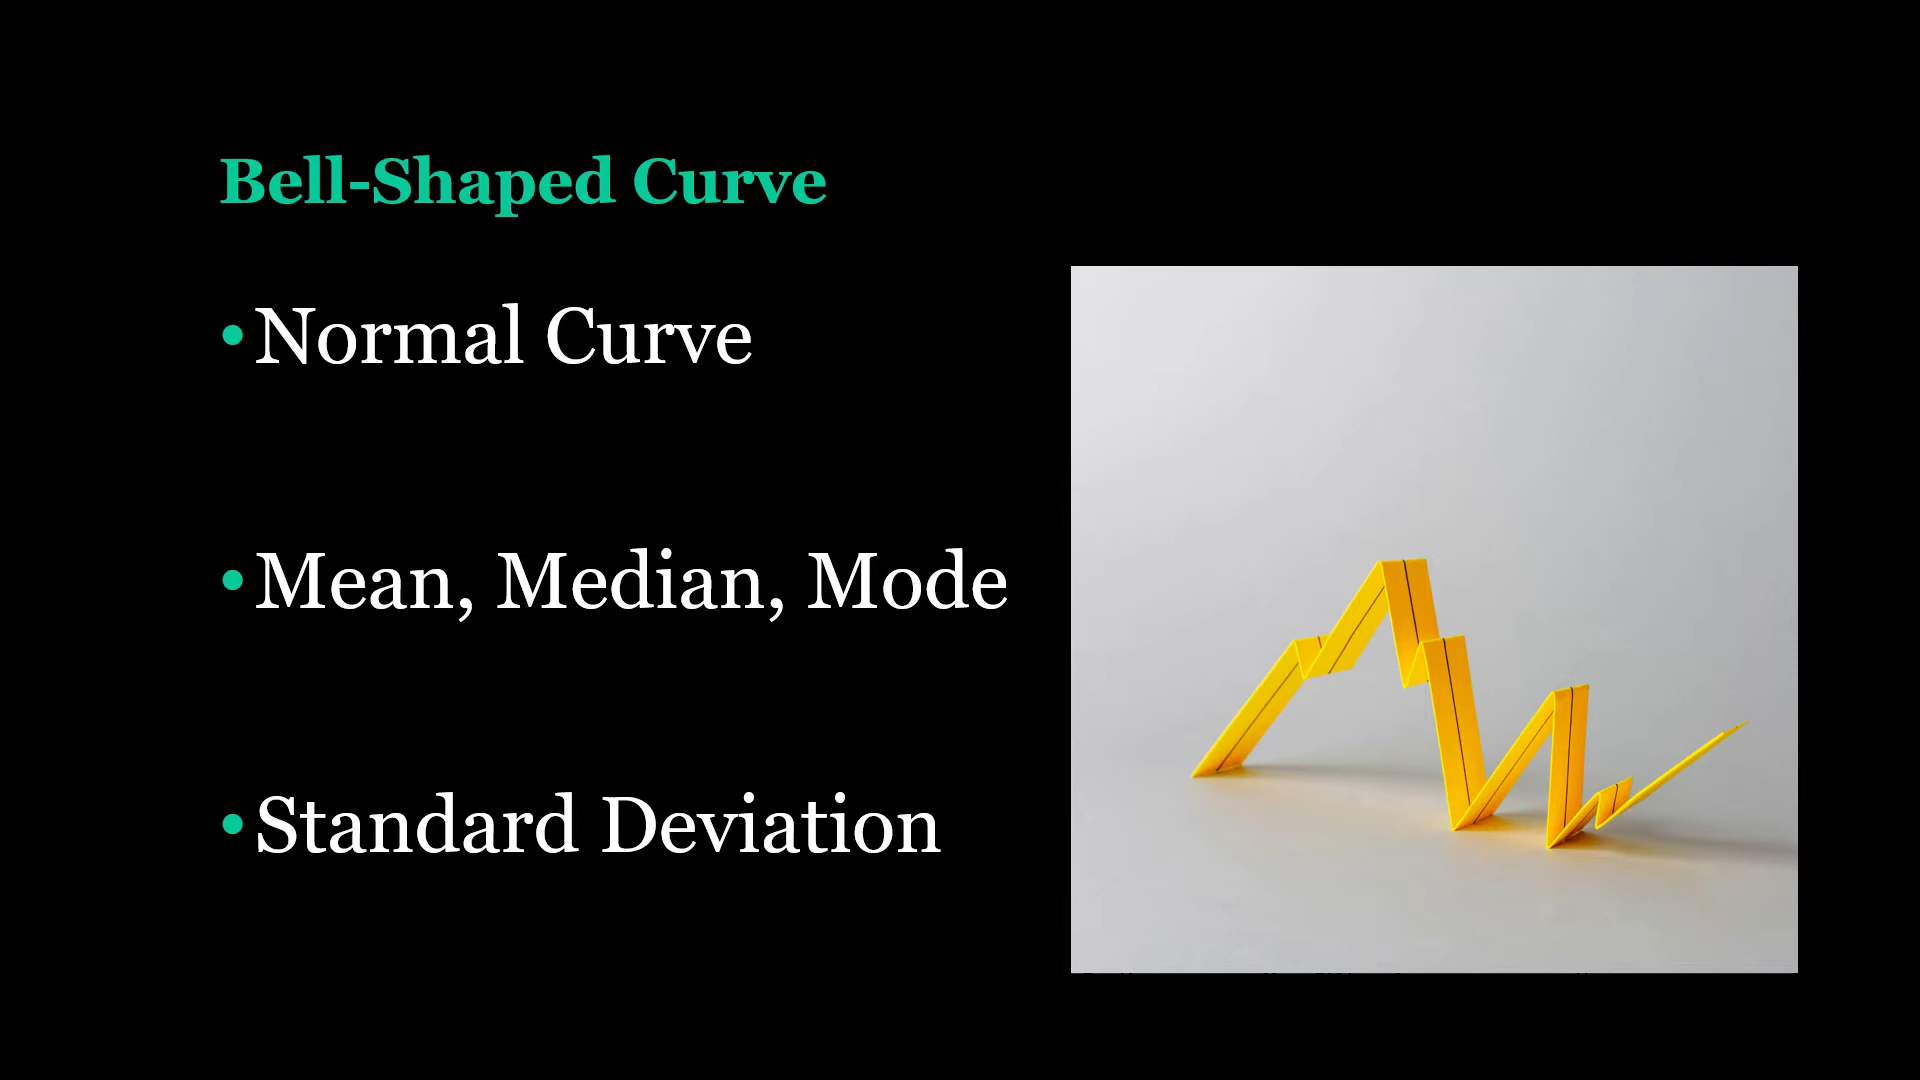 Bell-Shaped Curve
•Normal Curve
•Mean, Median, Mode
•Standard Deviation